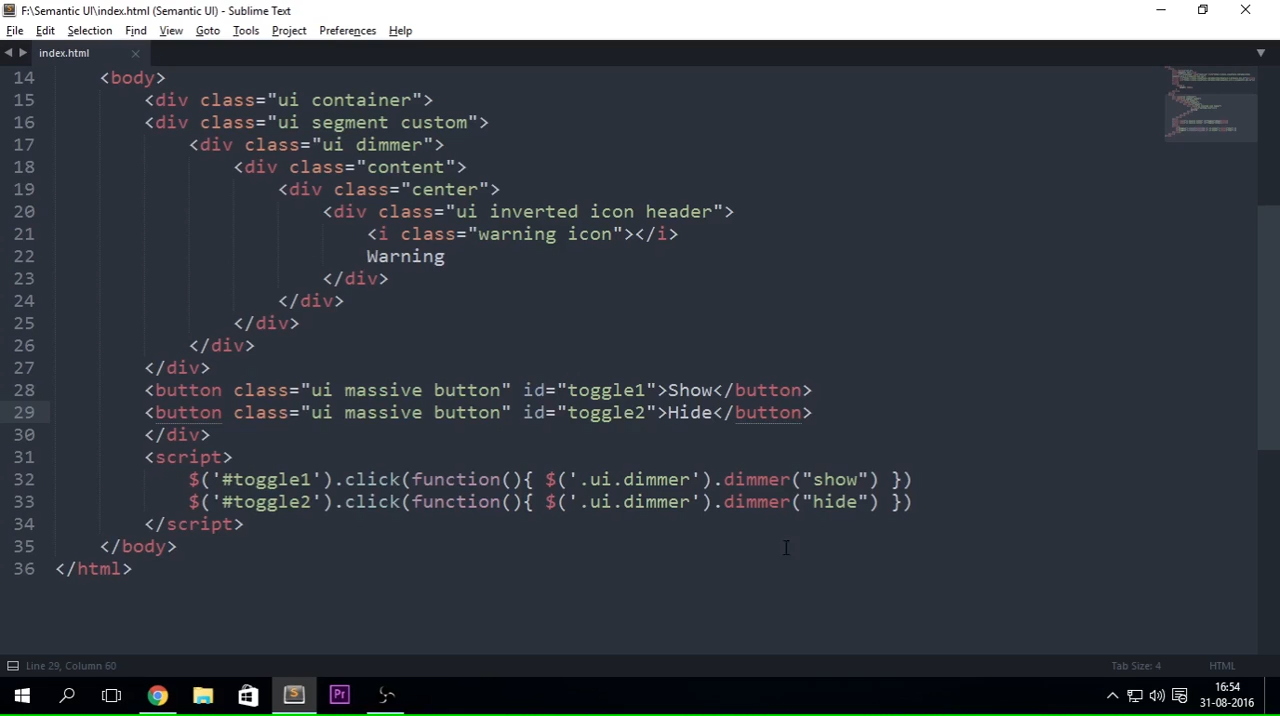 F:\Semantic UI\index.html (Semantic UI) - Sublime Text
File Edit Selection Find View Goto Tools Project Preferences Help
index.html
14 <body>
15 <div class="ui container">
16 <div class="ui segment custom">
17 <div class="ui dimmer">
18 <div class="content">
19 <div class="center">
20 <div class="ui inverted icon header">
21 <i class="warning icon"></i>
22 Warning
23 </div>
24 </div>
25 </div>
26 </div>
27 </div>
28 <button class="ui massive button" id="toggle1">Show</button>
29 <button class="ui massive button" id="toggle2">Hide</button>
30 </div>
31 <script>
32 $('#toggle1').click(function(){ $('.ui.dimmer').dimmer("show") })
33 $('#toggle2').click(function(){ $('.ui.dimmer').dimmer("hide") })
34 </script>
35 </body>
36 </html>
Line 29, Column 60 Tab Size: 4 HTML
S Pr
16:54
31-08-2016